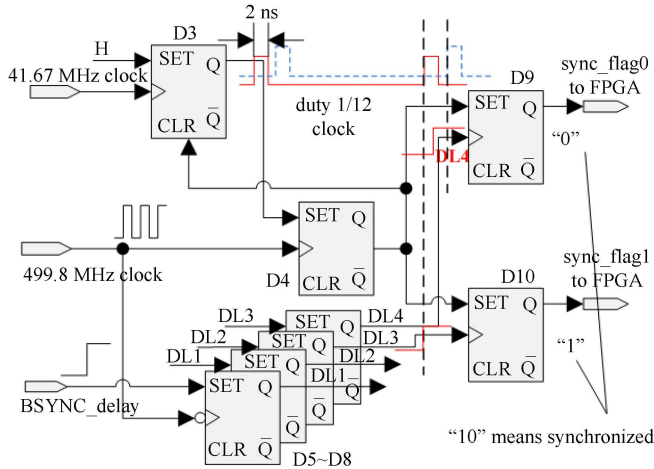 2 ns
D3
H
SET Q
41.67 MHz clock
Q̅
CLR
duty 1/12
clock
D9
SET Q
DL4
CLR Q̅
sync_flag0
to FPGA
“0”
499.8 MHz clock
SET Q
D4
CLR Q̅
D10
SET Q
CLR Q̅
sync_flag1
to FPGA
“1”
DL3
SET Q
DL4
DL2
SET Q
DL3
DL1
SET Q
DL2
SET Q
DL1
BSYNC_delay
Q̅
Q̅
Q̅
CLR Q̅
D5~D8
“10” means synchronized